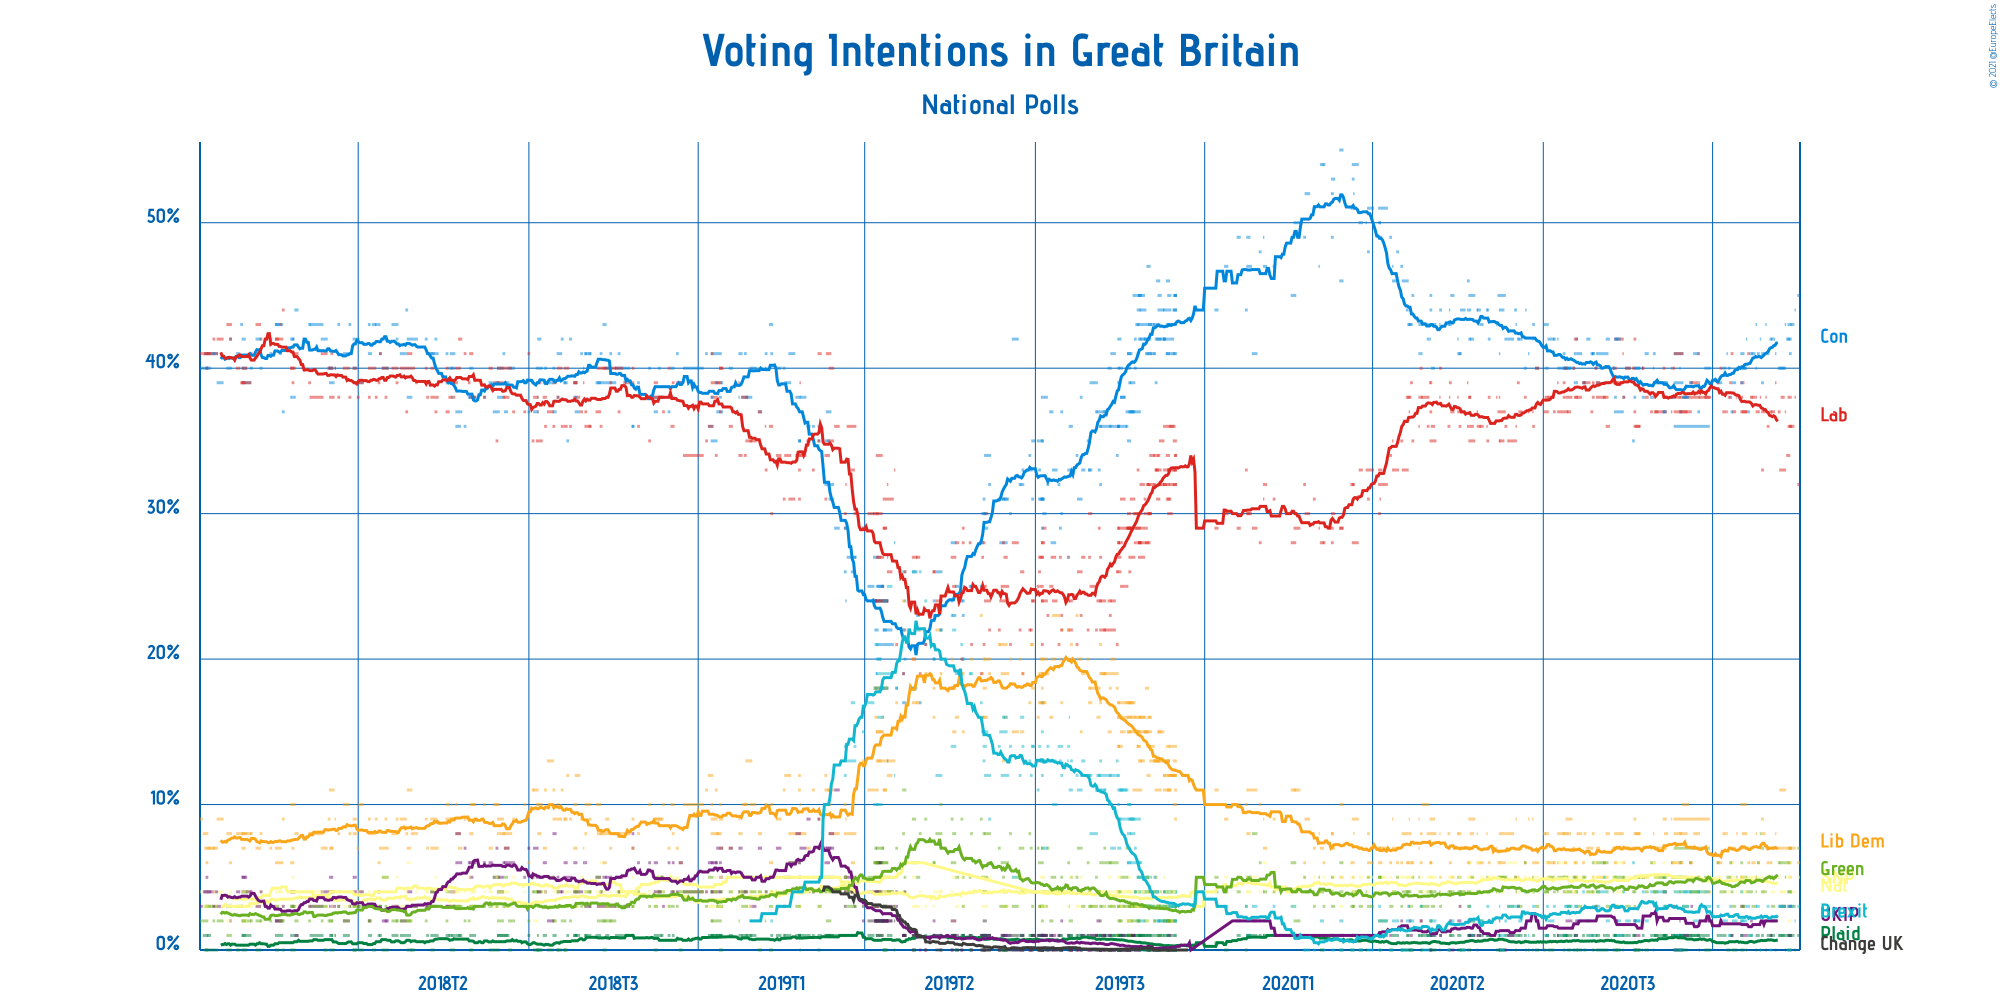 Voting Intentions in Great Britain
National Polls
© 2021 @EuropeElects
50%
40%
30%
20%
10%
0%
Con
Lab
Lib Dem
Green
Brexit
UKIP
Plaid
Change UK
2018T2
2018T3
2019T1
2019T2
2019T3
2020T1
2020T2
2020T3